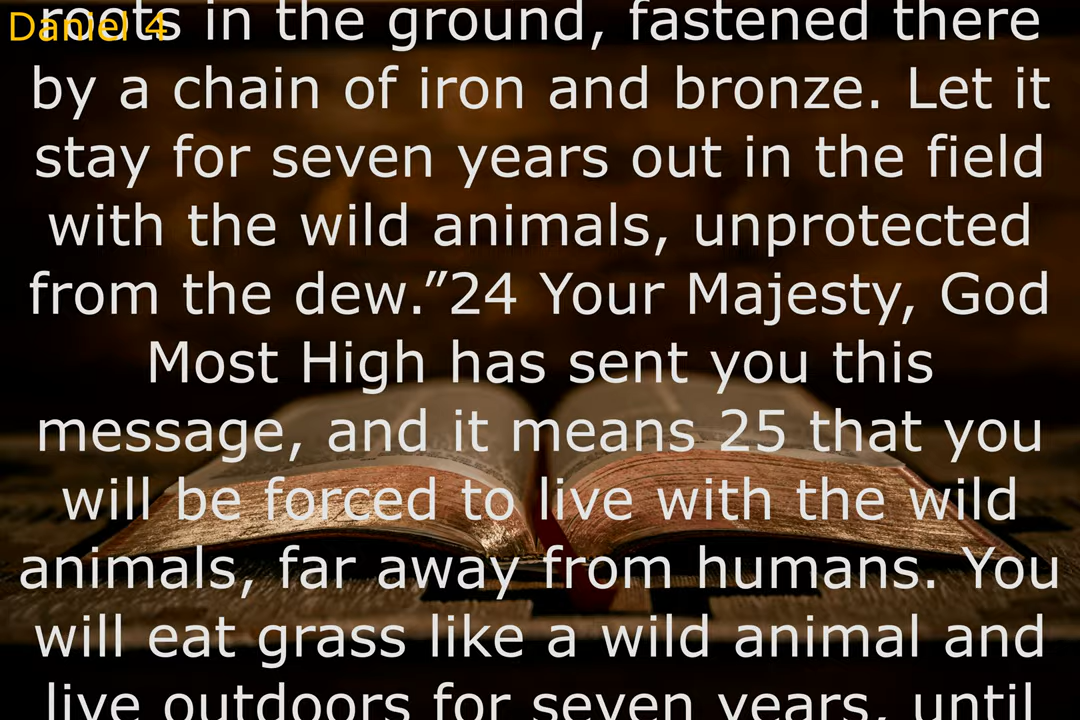 Daniel 4
roots in the ground, fastened there
by a chain of iron and bronze. Let it
stay for seven years out in the field
with the wild animals, unprotected
from the dew.”24 Your Majesty, God
Most High has sent you this
message, and it means 25 that you
will be forced to live with the wild
animals, far away from humans. You
will eat grass like a wild animal and
live outdoors for seven years, until